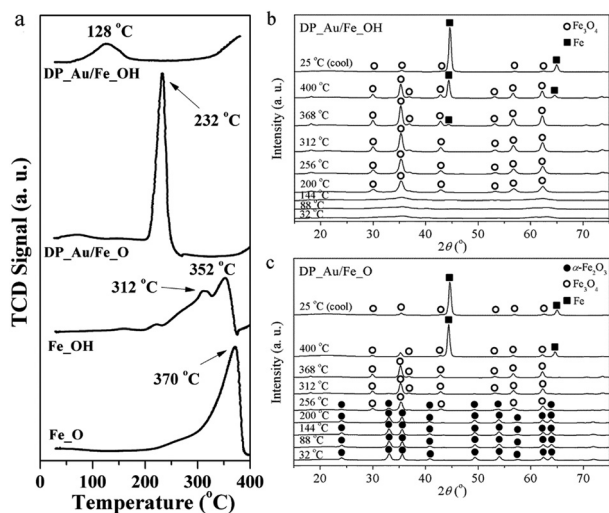 a
128 °C
DP_Au/Fe_OH
232 °C
DP_Au/Fe_O
352 °C
312 °C
Fe_OH
370 °C
Fe_O
TCD Signal (a. u.)
0 100 200 300 400
Temperature (°C)
b
DP_Au/Fe_OH
Fe₃O₄
Fe
25 °C (cool)
400 °C
368 °C
312 °C
256 °C
200 °C
144 °C
88 °C
32 °C
Intensity (a. u.)
20 30 40 50 60 70
2θ (°)
c
DP_Au/Fe_O
α-Fe₂O₃
Fe₃O₄
Fe
25 °C (cool)
400 °C
368 °C
312 °C
256 °C
200 °C
144 °C
88 °C
32 °C
Intensity (a. u.)
20 30 40 50 60 70
2θ (°)